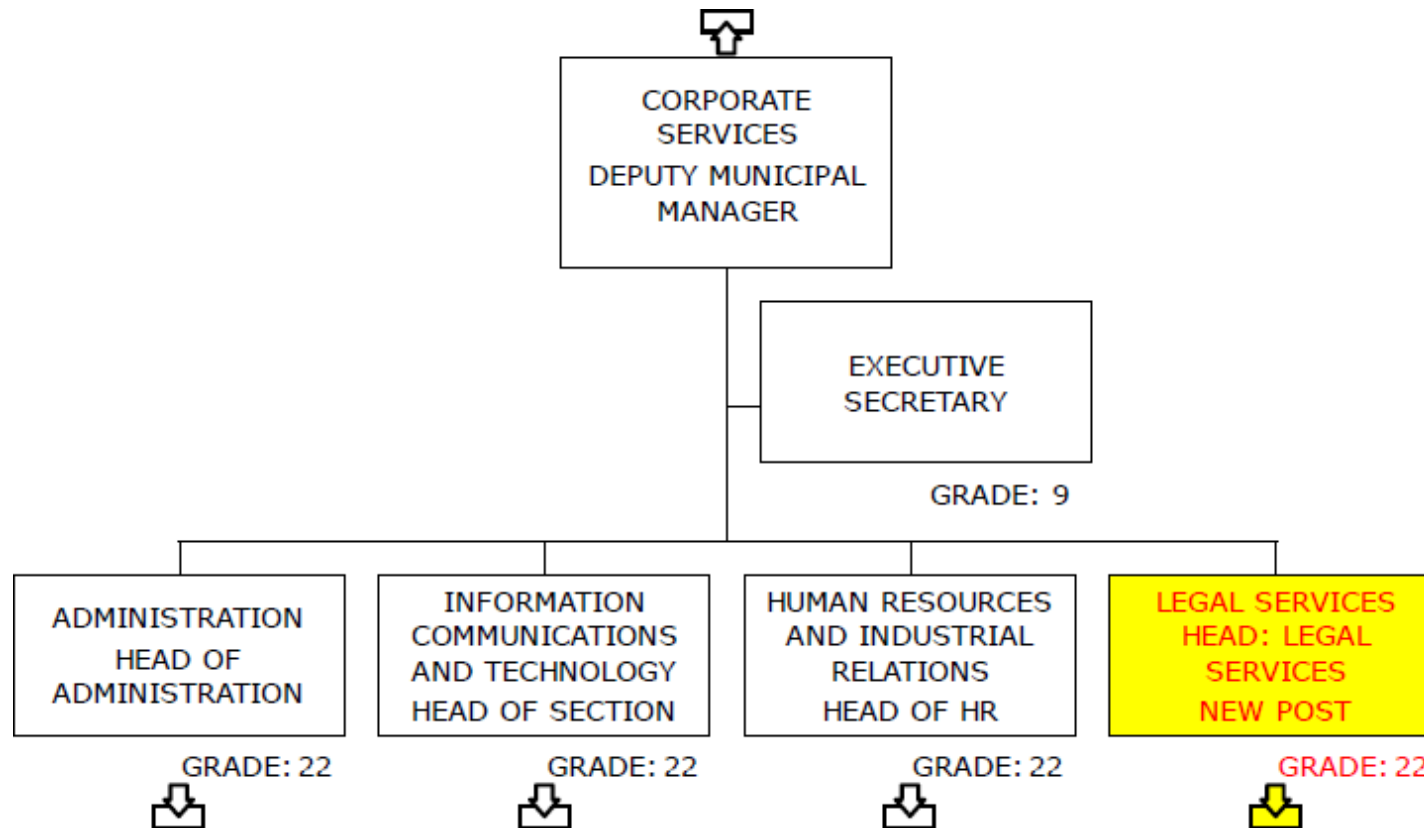 CORPORATE
SERVICES
DEPUTY MUNICIPAL
MANAGER
EXECUTIVE
SECRETARY
GRADE: 9
ADMINISTRATION
HEAD OF
ADMINISTRATION
GRADE: 22
INFORMATION
COMMUNICATIONS
AND TECHNOLOGY
HEAD OF SECTION
GRADE: 22
HUMAN RESOURCES
AND INDUSTRIAL
RELATIONS
HEAD OF HR
GRADE: 22
LEGAL SERVICES
HEAD: LEGAL
SERVICES
NEW POST
GRADE: 22